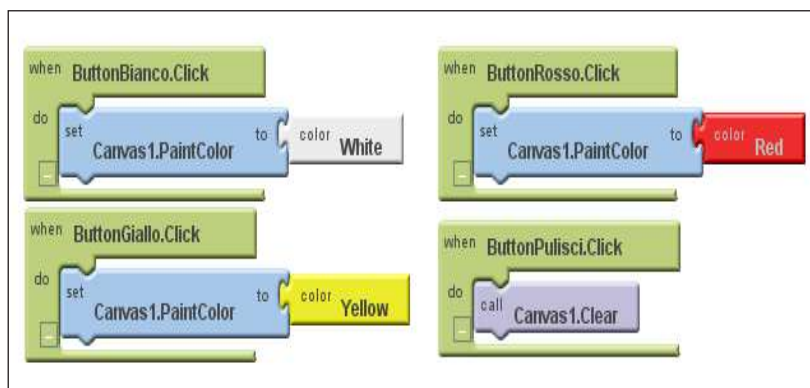 when ButtonBianco.Click
do set Canvas1.PaintColor to color White
when ButtonRosso.Click
do set Canvas1.PaintColor to color Red
when ButtonGiallo.Click
do set Canvas1.PaintColor to color Yellow
when ButtonPulisci.Click
do call Canvas1.Clear